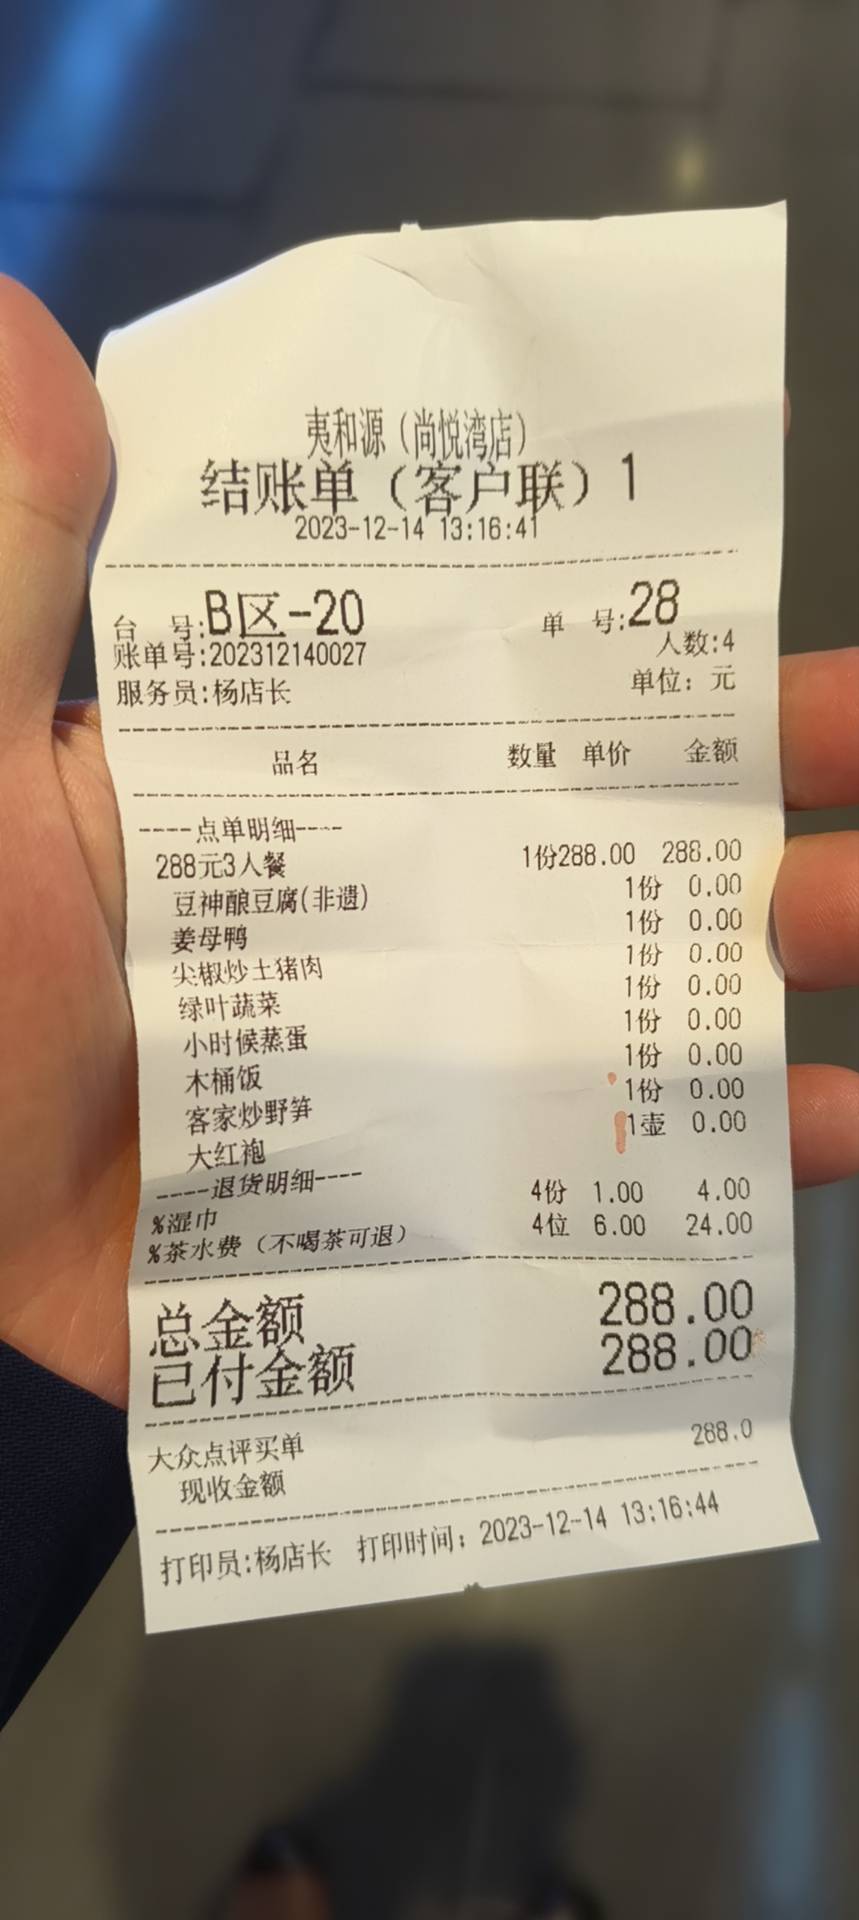 夷和源（尚悦湾店）
结账单（客户联）1
2023-12-14 13:16:41
台 号:B区-20 单 号:28
账单号:202312140027 人数:4
服务员:杨店长 单位：元
品名 数量 单价 金额
----点单明细----
288元3人餐 1份288.00 288.00
豆神酿豆腐(非遗) 1份 0.00
姜母鸭 1份 0.00
尖椒炒土猪肉 1份 0.00
绿叶蔬菜 1份 0.00
小时候蒸蛋 1份 0.00
木桶饭 1份 0.00
客家炒野笋 1份 0.00
大红袍 1壶 0.00
----退货明细----
%湿巾 4份 1.00 4.00
%茶水费（不喝茶可退） 4位 6.00 24.00
总金额 288.00
已付金额 288.00
大众点评买单 288.0
现收金额
打印员:杨店长 打印时间：2023-12-14 13:16:44